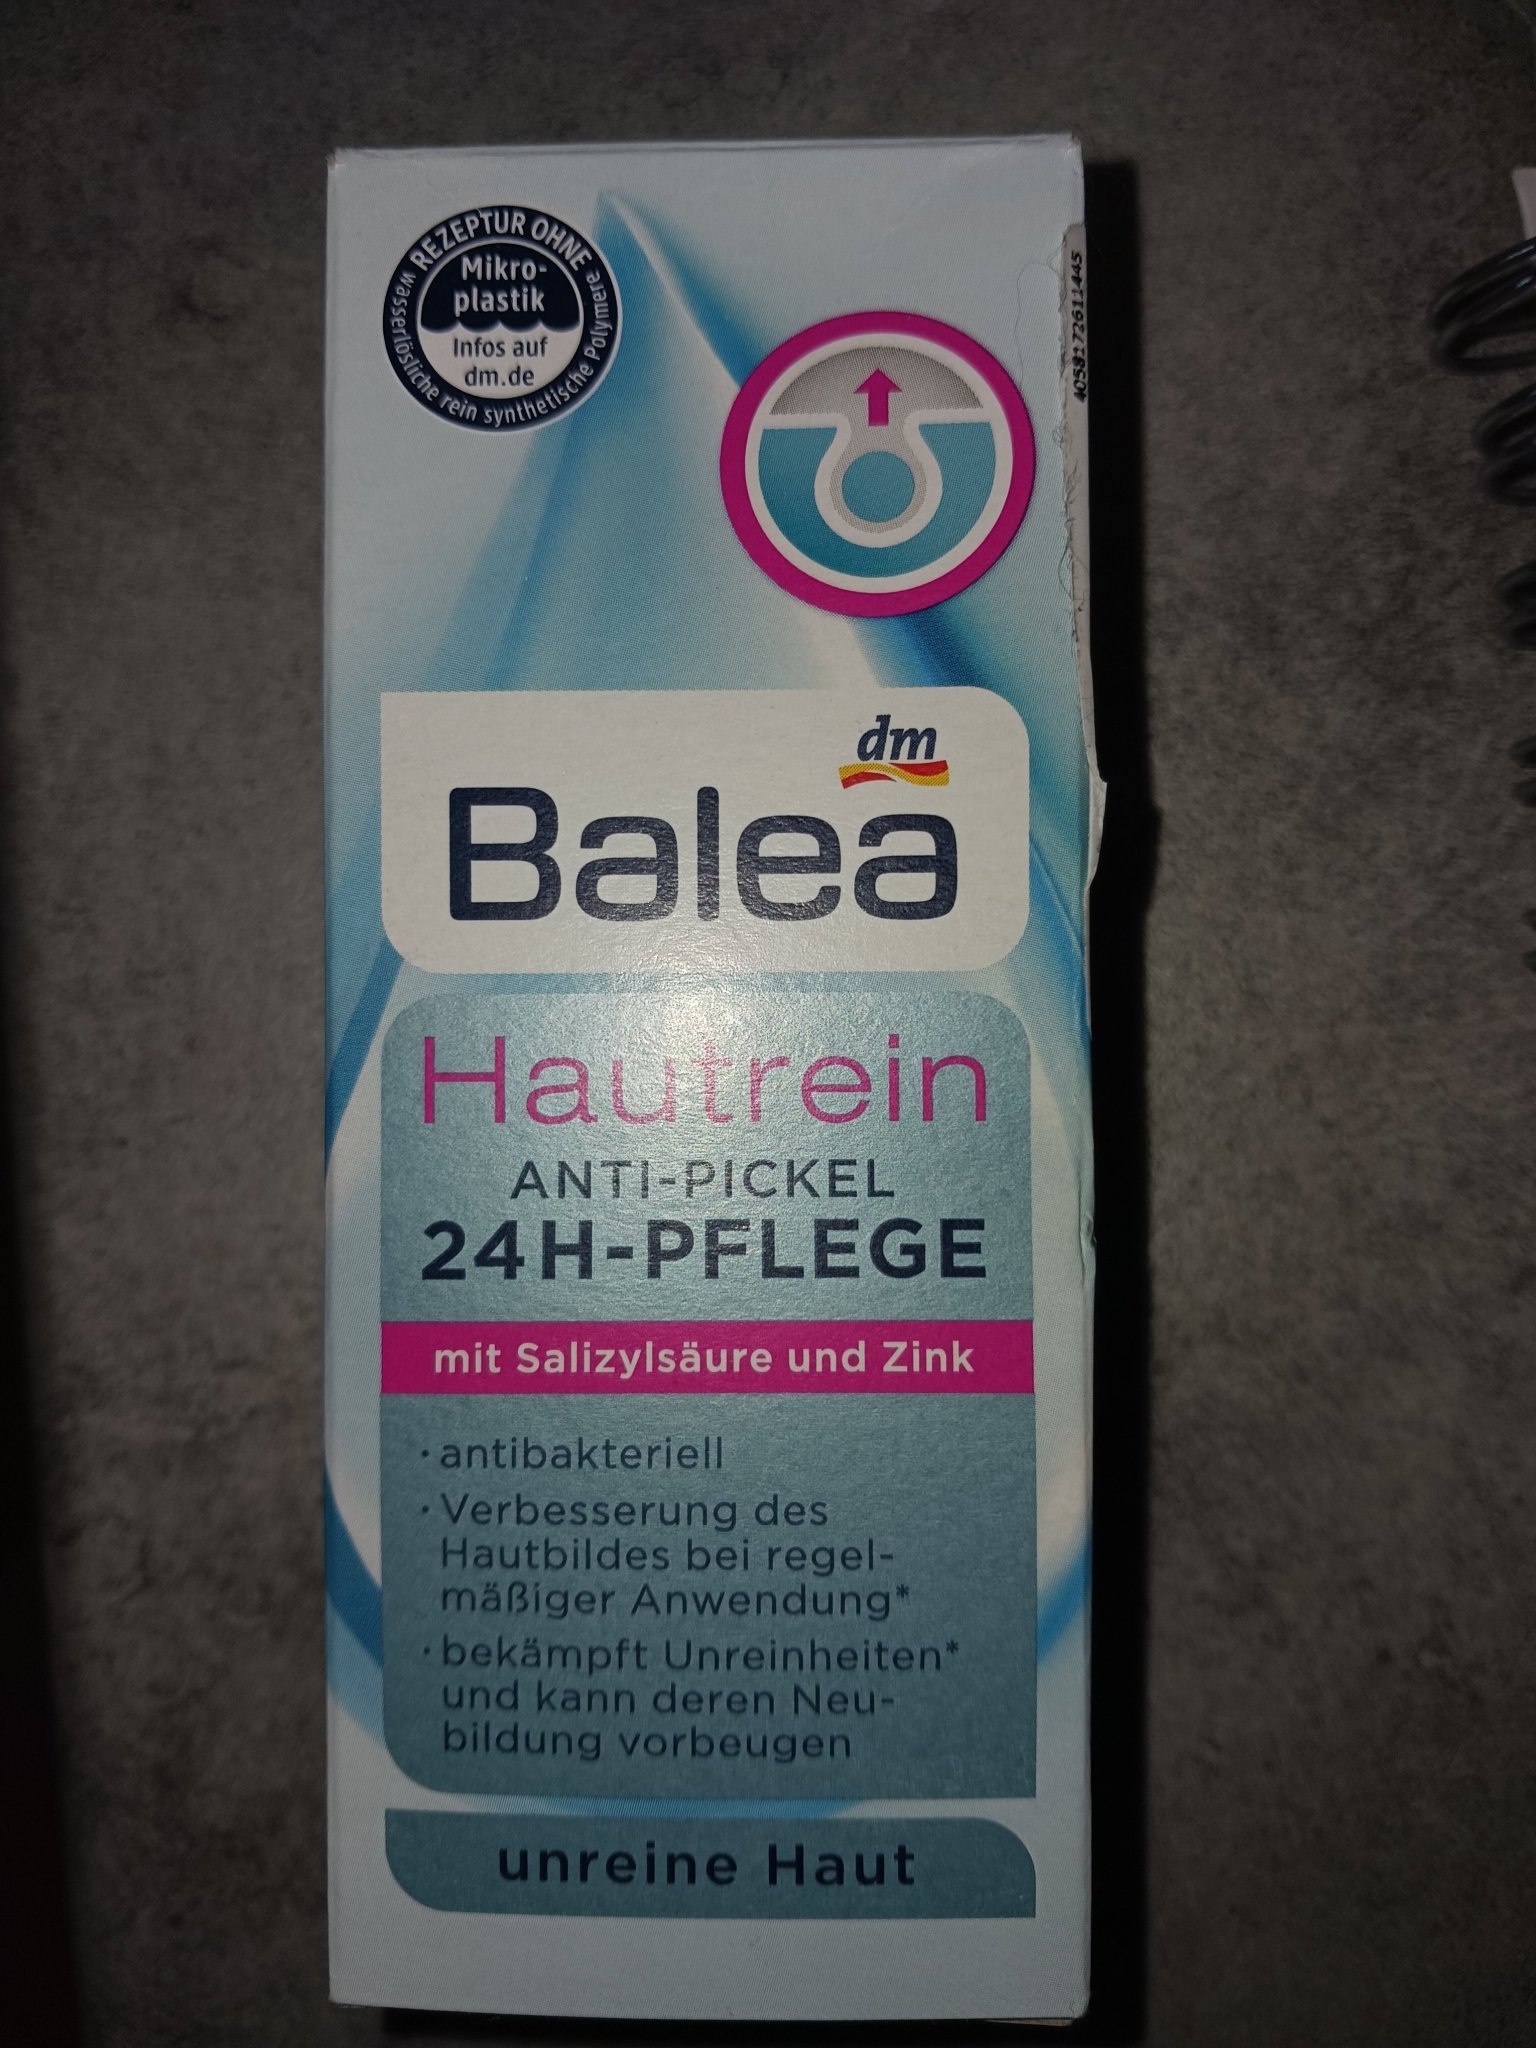 REZEPTUR OHNE
Mikro-
plastik
Infos auf
dm.de
wasserlösliche rein synthetische Polymere
4058172611445
dm
Balea
Hautrein
ANTI-PICKEL
24H-PFLEGE
mit Salizylsäure und Zink
· antibakteriell
· Verbesserung des
Hautbildes bei regel-
mäßiger Anwendung*
· bekämpft Unreinheiten*
und kann deren Neu-
bildung vorbeugen
unreine Haut